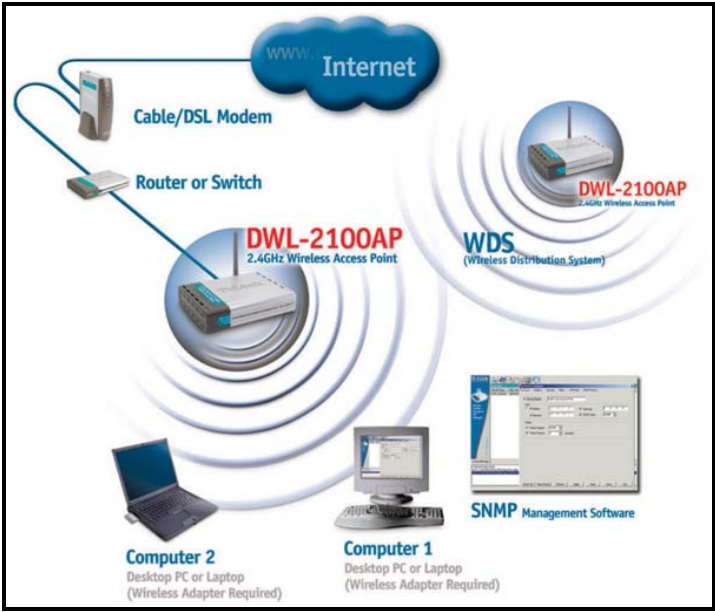 www.
Internet
Cable/DSL Modem
Router or Switch
DWL-2100AP
2.4GHz Wireless Access Point
DWL-2100AP
2.4GHz Wireless Access Point
WDS
(WIreless Distribution System)
SNMP Management Software
Computer 2
Desktop PC or Laptop
(Wireless Adapter Required)
Computer 1
Desktop PC or Laptop
(Wireless Adapter Required)